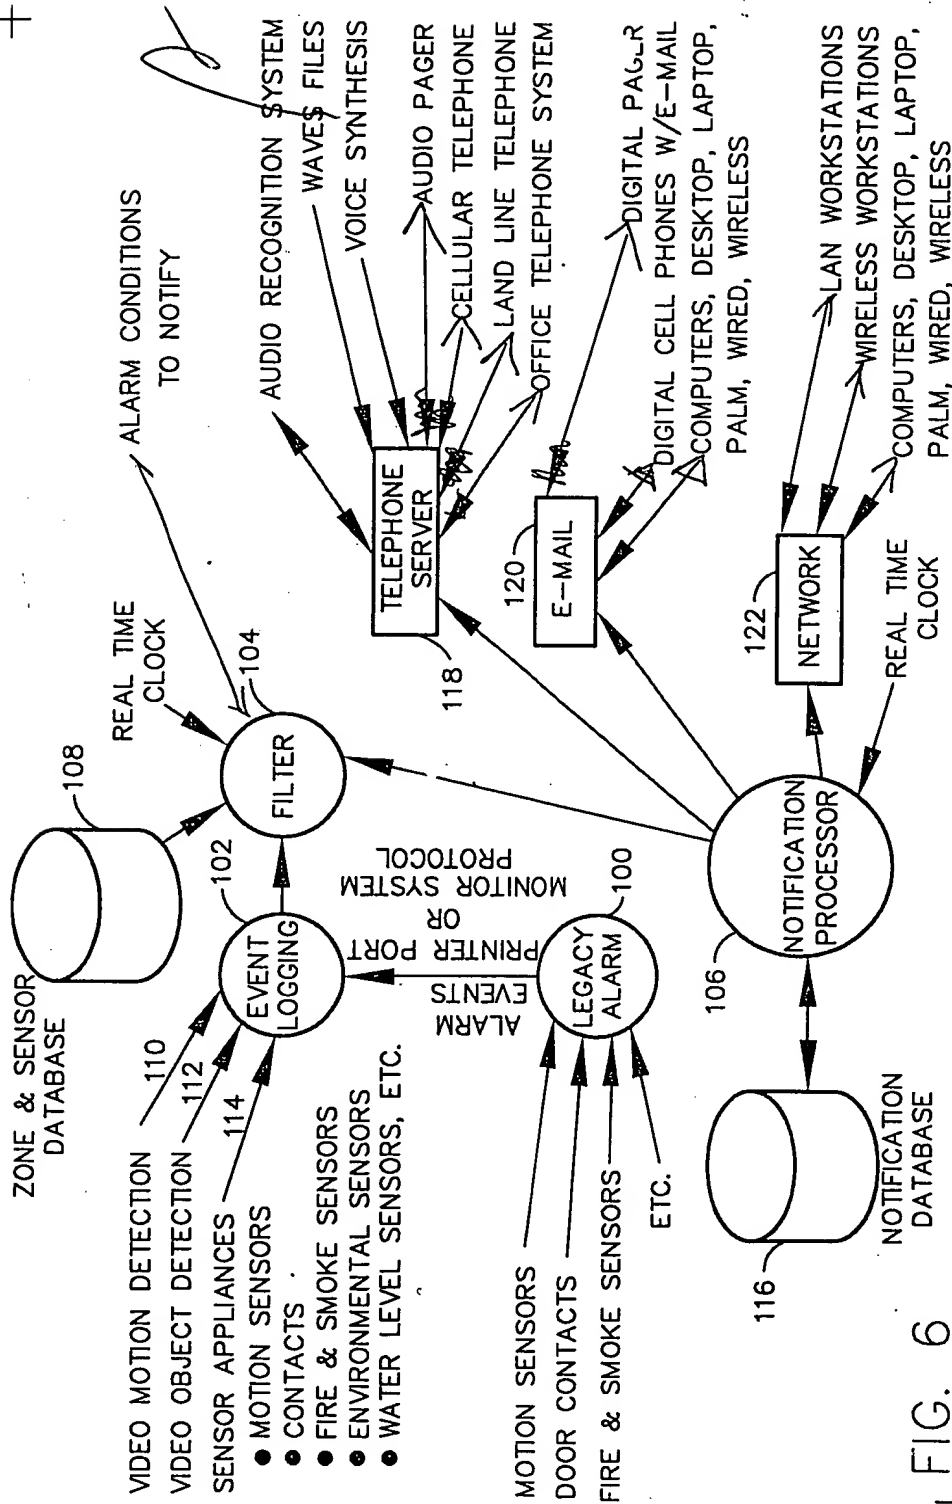 ZONE & SENSOR
DATABASE
108
REAL TIME
CLOCK
ALARM CONDITIONS
TO NOTIFY
VIDEO MOTION DETECTION
110
VIDEO OBJECT DETECTION
112
SENSOR APPLIANCES
114
● MOTION SENSORS
● CONTACTS
● FIRE & SMOKE SENSORS
● ENVIRONMENTAL SENSORS
● WATER LEVEL SENSORS, ETC.
EVENT
LOGGING
102
FILTER
104
AUDIO RECOGNITION SYSTEM
WAVES FILES
VOICE SYNTHESIS
AUDIO PAGER
CELLULAR TELEPHONE
LAND LINE TELEPHONE
OFFICE TELEPHONE SYSTEM
TELEPHONE
SERVER
118
ALARM
EVENTS
PRINTER PORT
OR
MONITOR SYSTEM
PROTOCOL
MOTION SENSORS
DOOR CONTACTS
FIRE & SMOKE SENSORS
ETC.
LEGACY
ALARM
100
E-MAIL
120
DIGITAL PAGER
DIGITAL CELL PHONES W/E-MAIL
COMPUTERS, DESKTOP, LAPTOP,
PALM, WIRED, WIRELESS
NOTIFICATION
DATABASE
116
NOTIFICATION
PROCESSOR
106
NETWORK
122
REAL TIME
CLOCK
LAN WORKSTATIONS
WIRELESS WORKSTATIONS
COMPUTERS, DESKTOP, LAPTOP,
PALM, WIRED, WIRELESS
FIG. 6